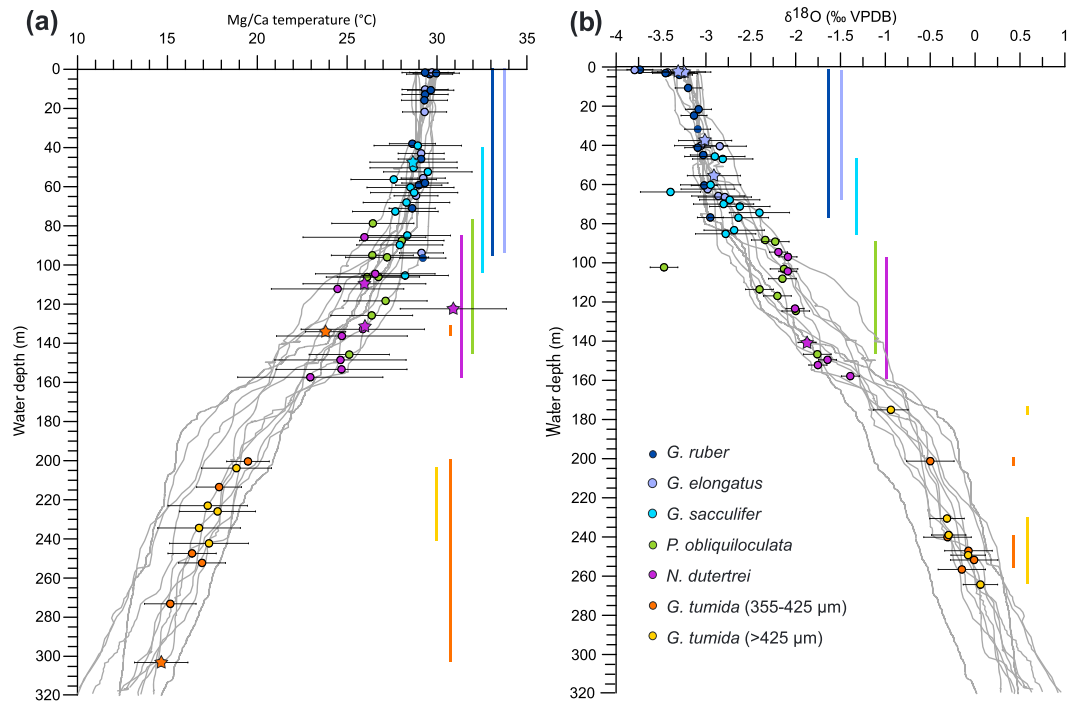 (a)
Mg/Ca temperature (°C)
10 15 20 25 30 35
0
20
40
60
80
100
120
140
160
180
200
220
240
260
280
300
320
Water depth (m)
(b)
δ18O (‰ VPDB)
-4 -3.5 -3 -2.5 -2 -1.5 -1 -0.5 0 0.5 1
0
20
40
60
80
100
120
140
160
180
200
220
240
260
280
300
320
Water depth (m)
G. ruber
G. elongatus
G. sacculifer
P. obliquiloculata
N. dutertrei
G. tumida (355-425 µm)
G. tumida (>425 µm)